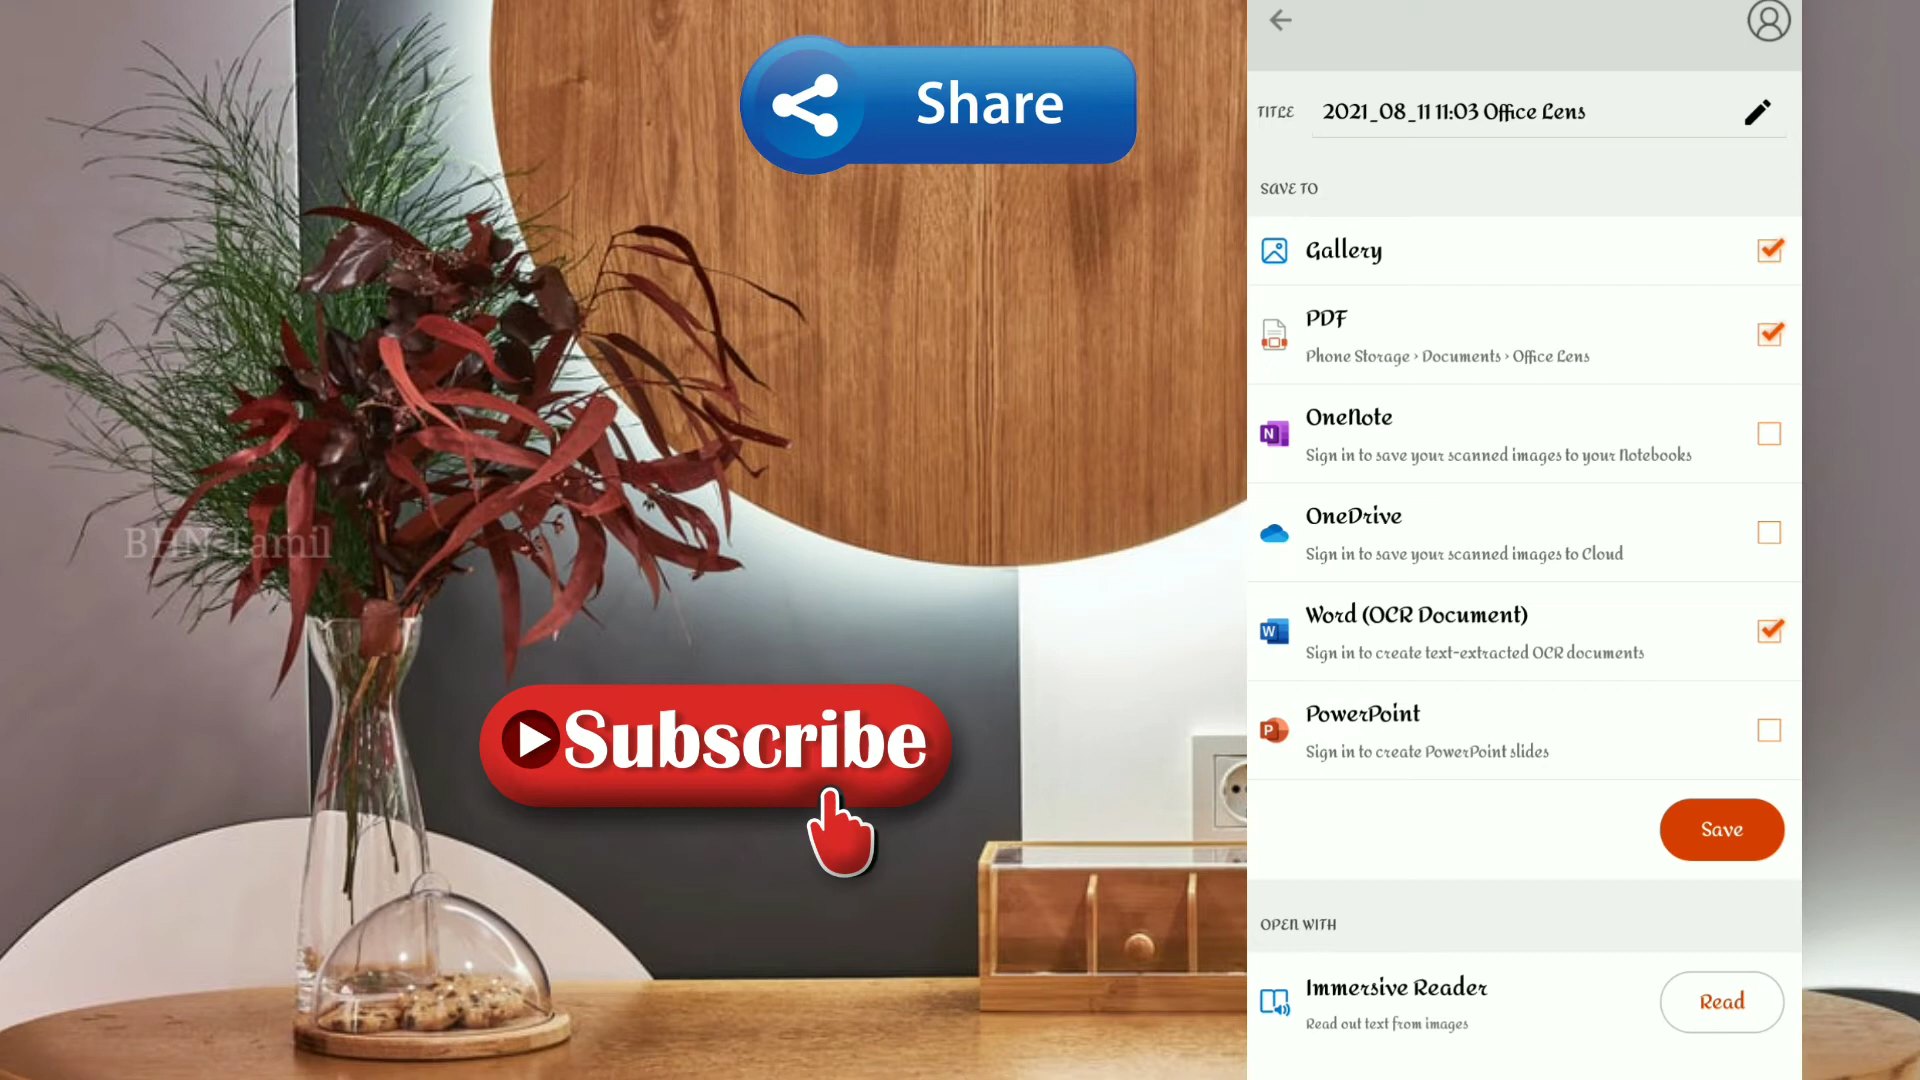 Share
BHN Tamil
Subscribe
TITLE 2021_08_11 11:03 Office Lens
SAVE TO
Gallery
PDF
Phone Storage › Documents › Office Lens
OneNote
Sign in to save your scanned images to your Notebooks
OneDrive
Sign in to save your scanned images to Cloud
Word (OCR Document)
Sign in to create text-extracted OCR documents
PowerPoint
Sign in to create PowerPoint slides
Save
OPEN WITH
Immersive Reader
Read out text from images
Read